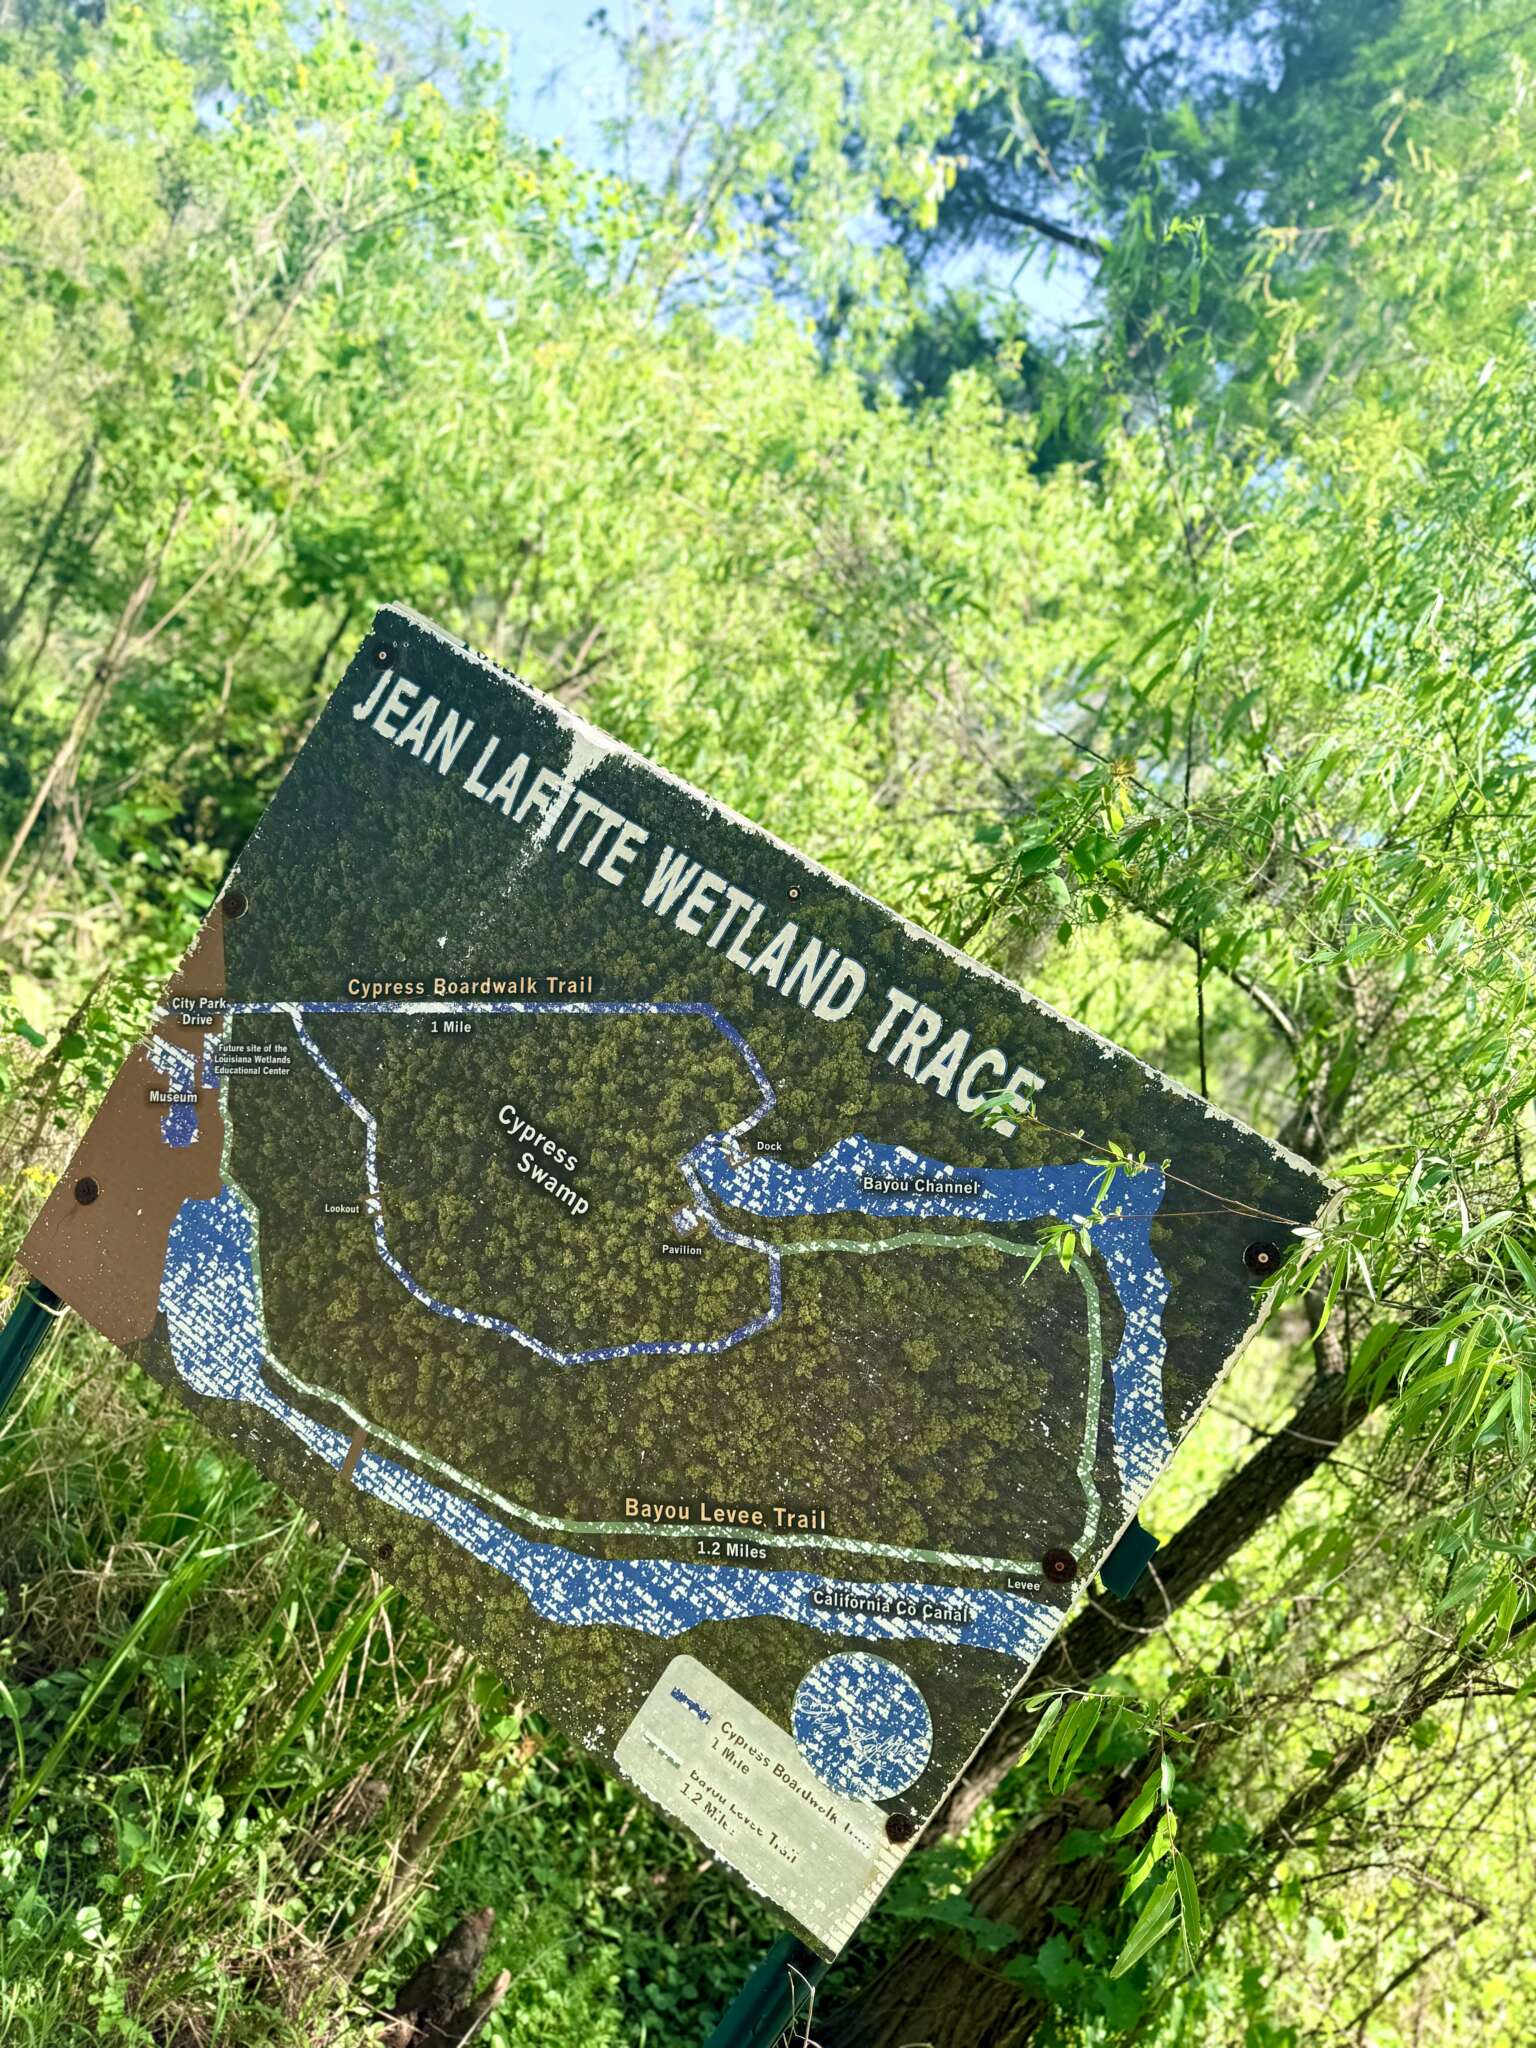 JEAN LAFITTE WETLAND TRACE
Cypress Boardwalk Trail
1 Mile
City Park
Drive
Future site of the
Louisiana Wetlands
Educational Center
Museum
Cypress
Swamp
Dock
Bayou Channel
Lookout
Pavilion
Bayou Levee Trail
1.2 Miles
Levee
California Co Canal
Cypress Boardwalk
1 Mile
Bayou Levee Trail
1.2 Miles